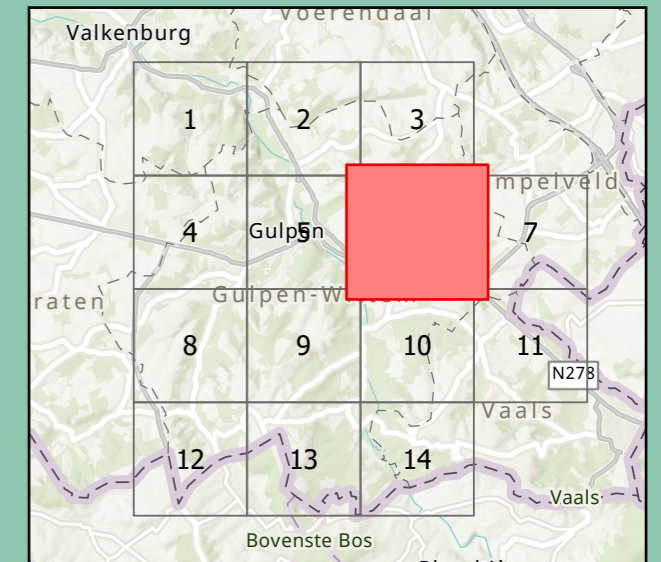 Voerendaal
Valkenburg
1
2
3
mpelveld
4
Gulpen
5
7
raten
Gulpen-W
8
9
10
11
N278
Vaals
12
13
14
Vaals
Bovenste Bos